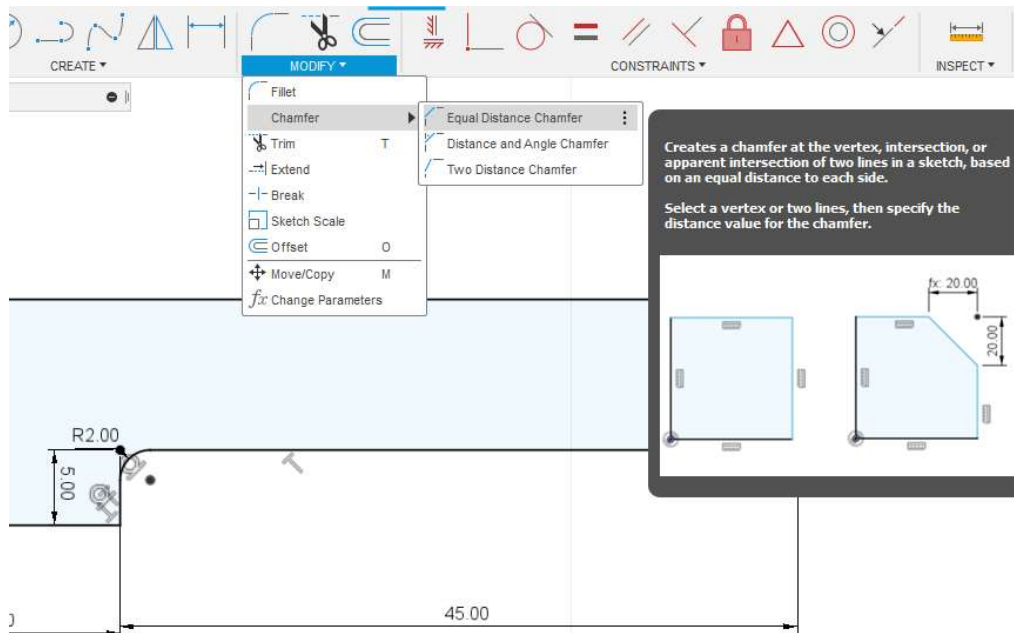 CREATE ▾
MODIFY ▾
CONSTRAINTS ▾
INSPECT ▾
Fillet
Chamfer
Trim T
Extend
Break
Sketch Scale
Offset O
Move/Copy M
fx Change Parameters
Equal Distance Chamfer
Distance and Angle Chamfer
Two Distance Chamfer
Creates a chamfer at the vertex, intersection, or
apparent intersection of two lines in a sketch, based
on an equal distance to each side.
Select a vertex or two lines, then specify the
distance value for the chamfer.
fx: 20.00
20.00
R2.00
5.00
45.00